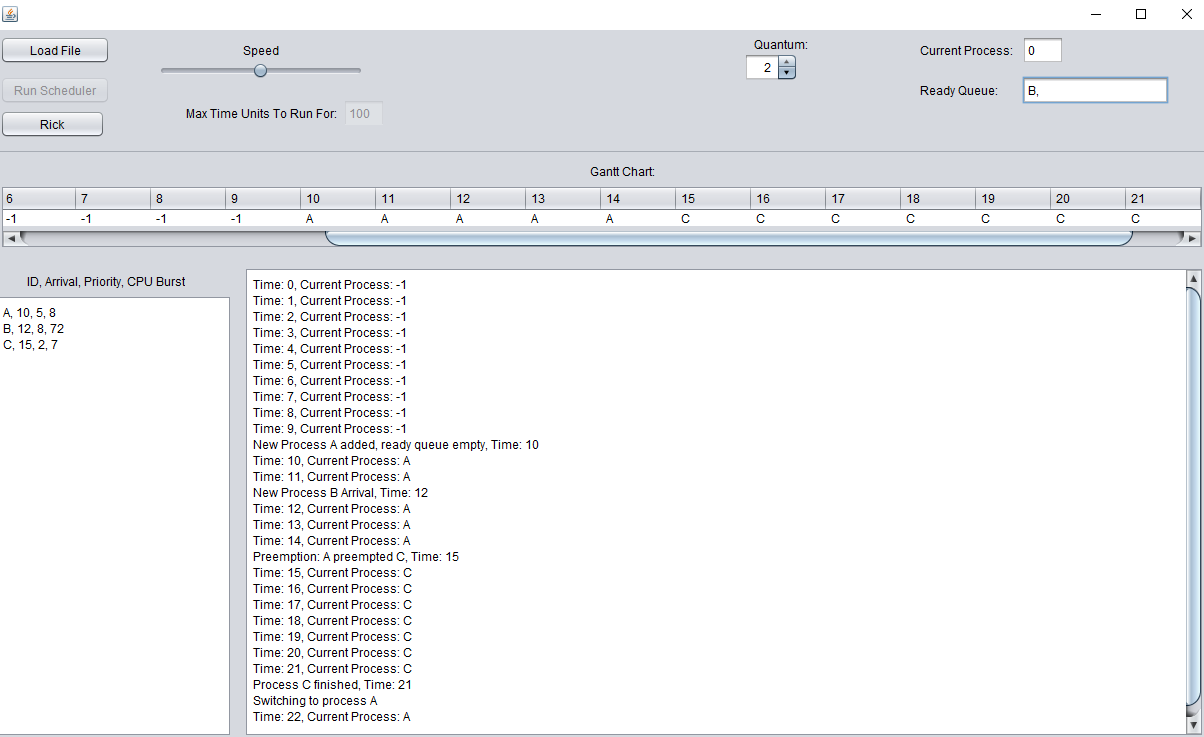 Load File
Speed
Quantum:
2
Current Process: 0
Run Scheduler
Ready Queue: B,
Max Time Units To Run For: 100
Rick
Gantt Chart:
6 7 8 9 10 11 12 13 14 15 16 17 18 19 20 21
-1 -1 -1 -1 A A A A A C C C C C C C
ID, Arrival, Priority, CPU Burst
A, 10, 5, 8
B, 12, 8, 72
C, 15, 2, 7
Time: 0, Current Process: -1
Time: 1, Current Process: -1
Time: 2, Current Process: -1
Time: 3, Current Process: -1
Time: 4, Current Process: -1
Time: 5, Current Process: -1
Time: 6, Current Process: -1
Time: 7, Current Process: -1
Time: 8, Current Process: -1
Time: 9, Current Process: -1
New Process A added, ready queue empty, Time: 10
Time: 10, Current Process: A
Time: 11, Current Process: A
New Process B Arrival, Time: 12
Time: 12, Current Process: A
Time: 13, Current Process: A
Time: 14, Current Process: A
Preemption: A preempted C, Time: 15
Time: 15, Current Process: C
Time: 16, Current Process: C
Time: 17, Current Process: C
Time: 18, Current Process: C
Time: 19, Current Process: C
Time: 20, Current Process: C
Time: 21, Current Process: C
Process C finished, Time: 21
Switching to process A
Time: 22, Current Process: A